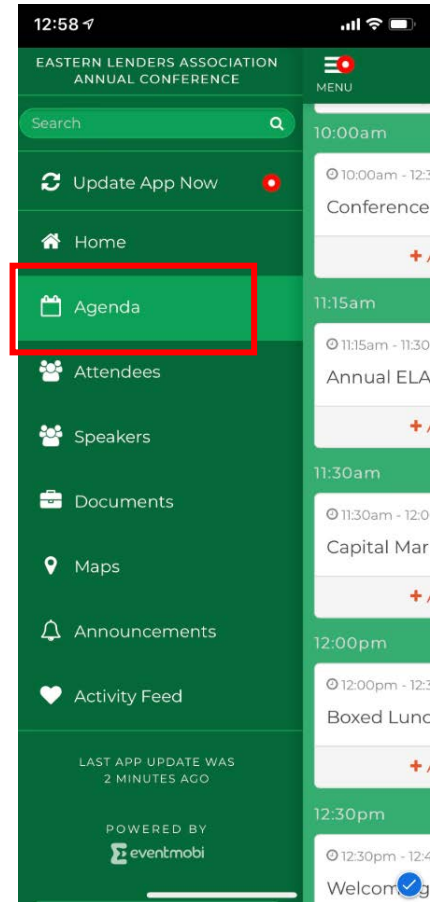 12:58
EASTERN LENDERS ASSOCIATION
ANNUAL CONFERENCE
Search
Update App Now
Home
Agenda
Attendees
Speakers
Documents
Maps
Announcements
Activity Feed
LAST APP UPDATE WAS
2 MINUTES AGO
POWERED BY
eventmobi
MENU
10:00am
10:00am - 12:3
Conference
+
11:15am
11:15am - 11:30
Annual ELA
+
11:30am
11:30am - 12:0
Capital Mar
+
12:00pm
12:00pm - 12:3
Boxed Lunc
+
12:30pm
12:30pm - 12:4